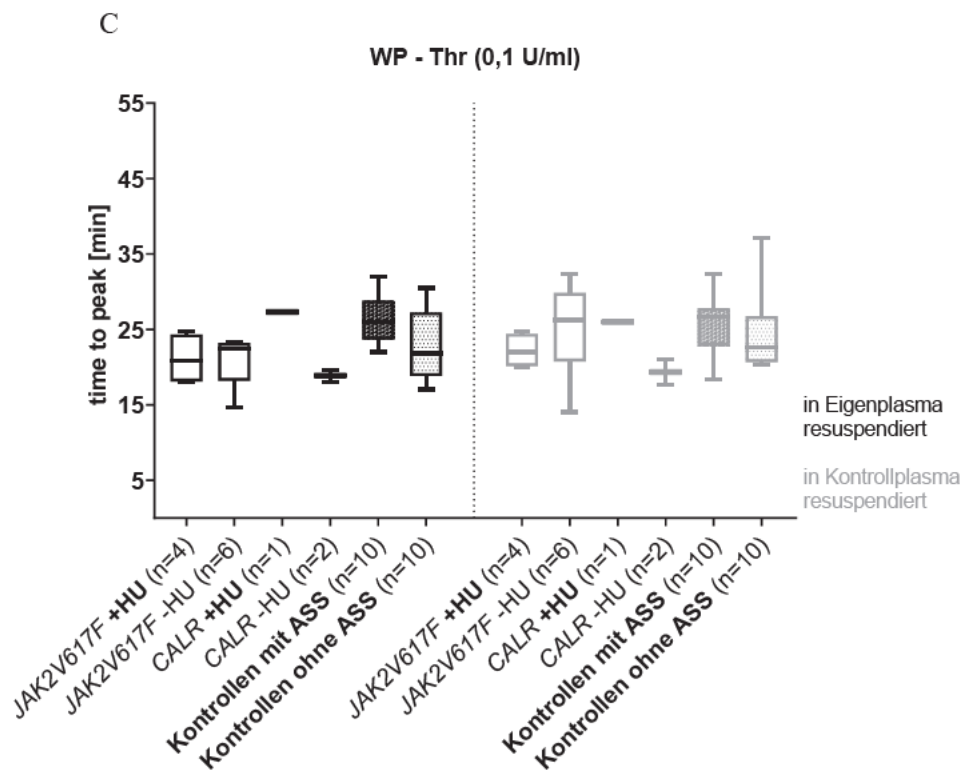 C
WP - Thr (0,1 U/ml)
time to peak [min]
55
45
35
25
15
5
JAK2V617F +HU (n=4)
JAK2V617F -HU (n=6)
CALR +HU (n=1)
CALR -HU (n=2)
Kontrollen mit ASS (n=10)
Kontrollen ohne ASS (n=10)
JAK2V617F +HU (n=4)
JAK2V617F -HU (n=6)
CALR +HU (n=1)
CALR -HU (n=2)
Kontrollen mit ASS (n=10)
Kontrollen ohne ASS (n=10)
in Eigenplasma
resuspendiert
in Kontrollplasma
resuspendiert